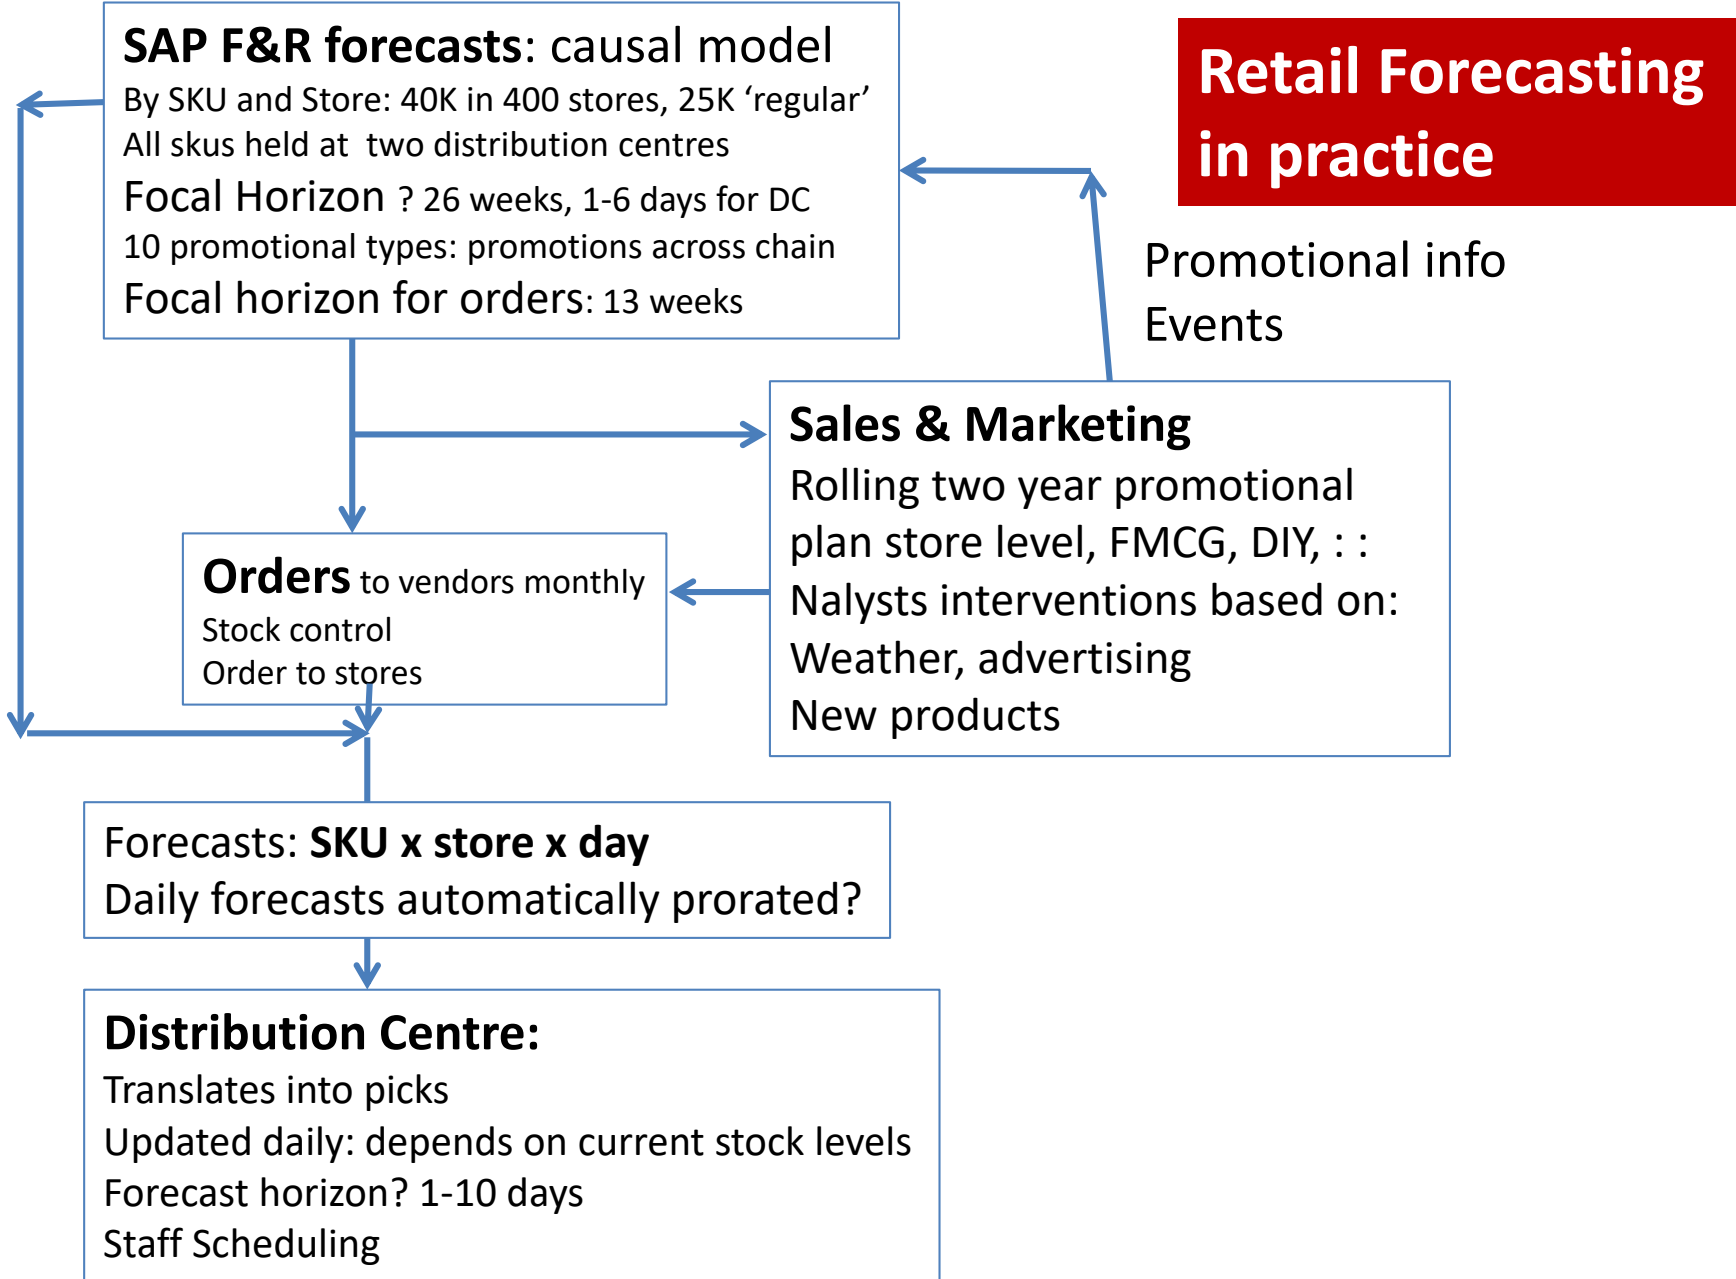 SAP F&R forecasts: causal model
By SKU and Store: 40K in 400 stores, 25K ‘regular’
All skus held at  two distribution centres
Focal Horizon ? 26 weeks, 1-6 days for DC
10 promotional types: promotions across chain
Focal horizon for orders: 13 weeks
Retail Forecasting
in practice
Promotional info
Events
Sales & Marketing
Rolling two year promotional
plan store level, FMCG, DIY, : :
Nalysts interventions based on:
Weather, advertising
New products
Orders to vendors monthly
Stock control
Order to stores
Forecasts: SKU x store x day
Daily forecasts automatically prorated?
Distribution Centre:
Translates into picks
Updated daily: depends on current stock levels
Forecast horizon? 1-10 days
Staff Scheduling